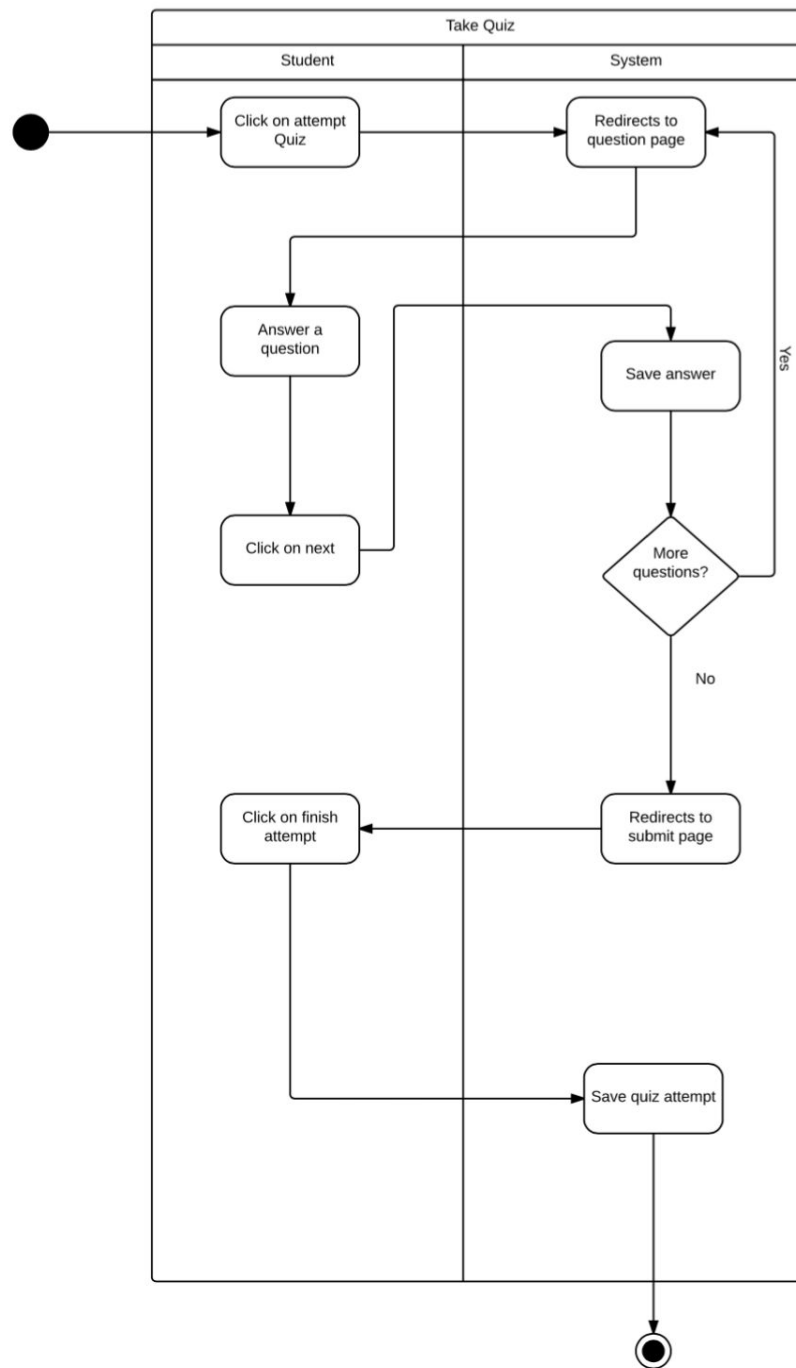 Take Quiz
Student
System
Click on attempt
Quiz
Redirects to
question page
Answer a
question
Save answer
Yes
Click on next
More
questions?
No
Click on finish
attempt
Redirects to
submit page
Save quiz attempt